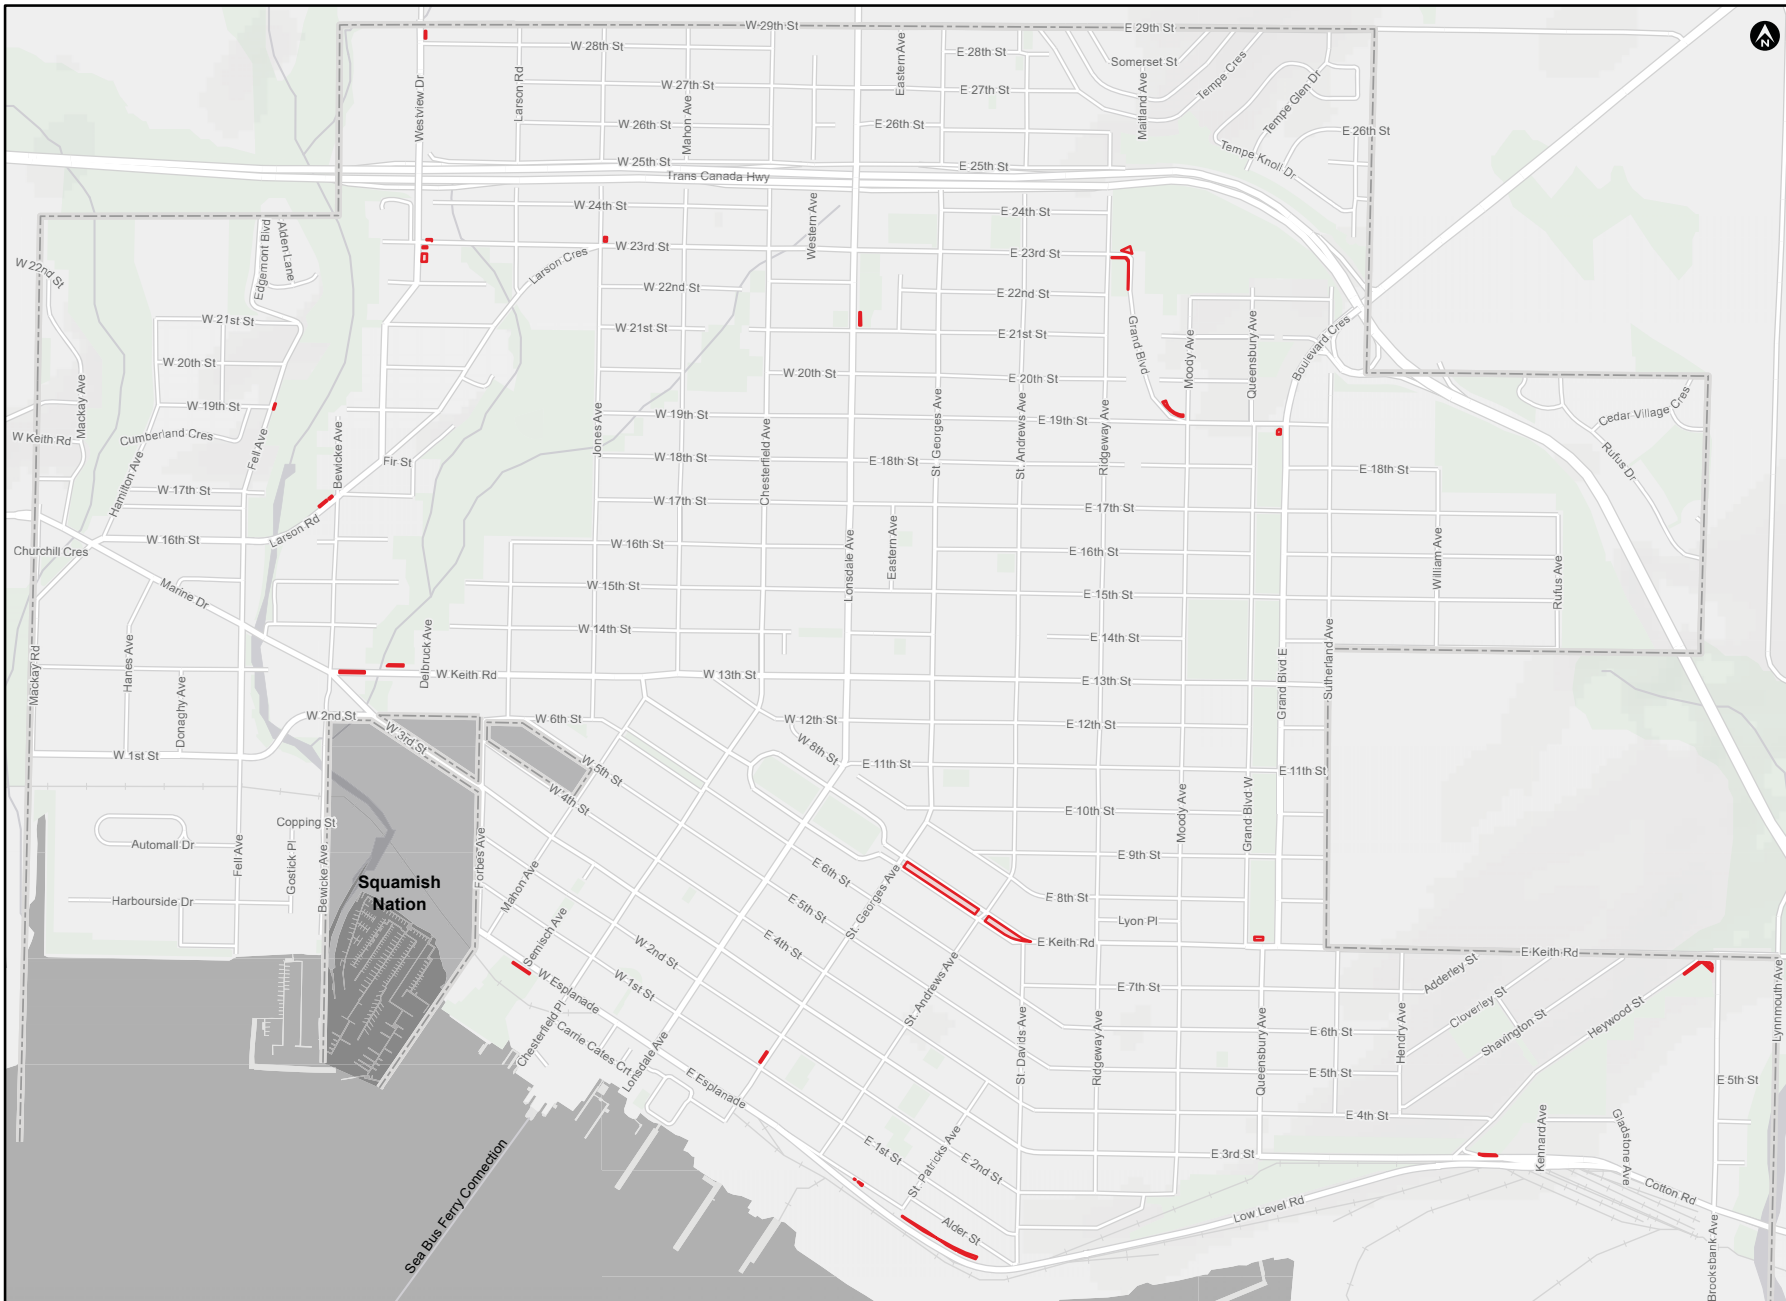 W 29th St
E 29th St
N
W 28th St
E 28th St
Eastern Ave
Somerset St
Tempe Cres
Westview Dr
Larson Rd
W 27th St
E 27th St
Mahon Ave
Maitland Ave
Tempe Glen Dr
W 26th St
E 26th St
E 26th St
Tempe Knoll Dr
W 25th St
E 25th St
Trans Canada Hwy
W 24th St
E 24th St
Western Ave
Edgemont Blvd
Alden Lane
W 23rd St
E 23rd St
Larson Cres
W 22nd St
W 22nd St
E 22nd St
W 21st St
W 21st St
E 21st St
Grand Blvd
Moody Ave
Queensbury Ave
Boulevard Cres
W 20th St
W 20th St
E 20th St
Mackay Ave
W 19th St
W 19th St
E 19th St
Cedar Village Cres
W Keith Rd
Cumberland Cres
Fell Ave
Bewicke Ave
Jones Ave
Chesterfield Ave
St. Georges Ave
St. Andrews Ave
Ridgeway Ave
Rufus Dr
Fir St
W 18th St
E 18th St
E 18th St
Hamilton Ave
W 17th St
W 17th St
E 17th St
Larson Rd
Churchill Cres
W 16th St
W 16th St
E 16th St
Lonsdale Ave
Eastern Ave
William Ave
Rufus Ave
Marine Dr
W 15th St
E 15th St
W 14th St
E 14th St
Mackay Rd
Hanes Ave
Donaghy Ave
Delbruck Ave
W Keith Rd
W 13th St
E 13th St
Grand Blvd E
Sutherland Ave
W 2nd St
W 3rd St
W 6th St
W 12th St
E 12th St
W 1st St
W 5th St
W 8th St
E 11th St
E 11th St
W 4th St
E 10th St
Moody Ave
Grand Blvd W
Copping St
Automall Dr
Fell Ave
Gostick Pl
Bewicke Ave
Forbes Ave
E 9th St
Squamish
Nation
Harbourside Dr
Mahon Ave
E 6th St
St. Georges Ave
E 8th St
E 5th St
Lyon Pl
Semisch Ave
W 2nd St
E 4th St
E Keith Rd
E Keith Rd
W Esplanade
W 1st St
St. Andrews Ave
E 7th St
Adderley St
Cloverley St
Shavington St
Heywood St
Lynnmouth Ave
Chesterfield Pl
Carrie Cates Crt
Lonsdale Ave
St. Davids Ave
Ridgeway Ave
Queensbury Ave
E 6th St
Hendry Ave
E 5th St
E 5th St
E Esplanade
E 4th St
Kennard Ave
Gladstone Ave
E 1st St
St. Patricks Ave
E 2nd St
E 3rd St
Sea Bus Ferry Connection
Alder St
Low Level Rd
Cotton Rd
Brooksbank Ave